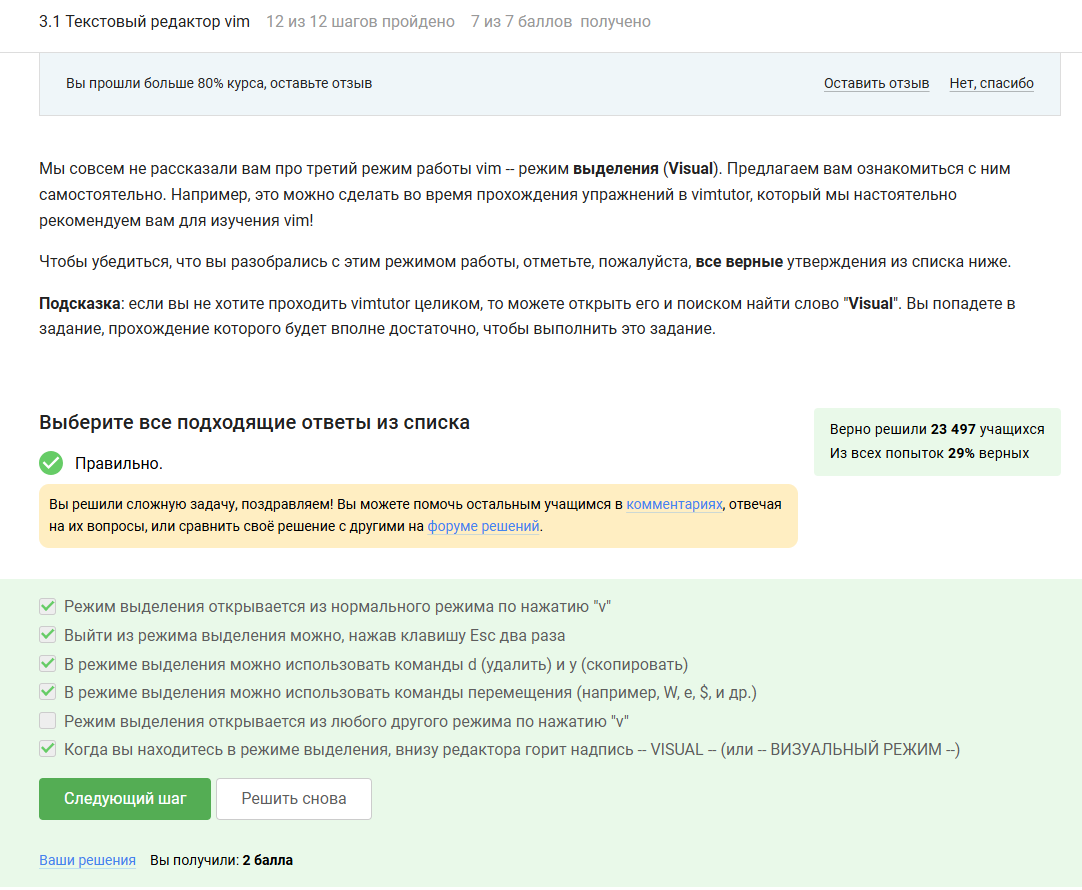 3.1 Текстовый редактор vim 12 из 12 шагов пройдено 7 из 7 баллов получено
Вы прошли больше 80% курса, оставьте отзыв Оставить отзыв Нет, спасибо
Мы совсем не рассказали вам про третий режим работы vim -- режим выделения (Visual). Предлагаем вам ознакомиться с ним
самостоятельно. Например, это можно сделать во время прохождения упражнений в vimtutor, который мы настоятельно
рекомендуем вам для изучения vim!
Чтобы убедиться, что вы разобрались с этим режимом работы, отметьте, пожалуйста, все верные утверждения из списка ниже.
Подсказка: если вы не хотите проходить vimtutor целиком, то можете открыть его и поиском найти слово "Visual". Вы попадете в
задание, прохождение которого будет вполне достаточно, чтобы выполнить это задание.
Выберите все подходящие ответы из списка
Верно решили 23 497 учащихся
Из всех попыток 29% верных
Правильно.
Вы решили сложную задачу, поздравляем! Вы можете помочь остальным учащимся в комментариях, отвечая
на их вопросы, или сравнить своё решение с другими на форуме решений.
Режим выделения открывается из нормального режима по нажатию "v"
Выйти из режима выделения можно, нажав клавишу Esc два раза
В режиме выделения можно использовать команды d (удалить) и y (скопировать)
В режиме выделения можно использовать команды перемещения (например, W, e, $, и др.)
Режим выделения открывается из любого другого режима по нажатию "v"
Когда вы находитесь в режиме выделения, внизу редактора горит надпись -- VISUAL -- (или -- ВИЗУАЛЬНЫЙ РЕЖИМ --)
Следующий шаг Решить снова
Ваши решения Вы получили: 2 балла